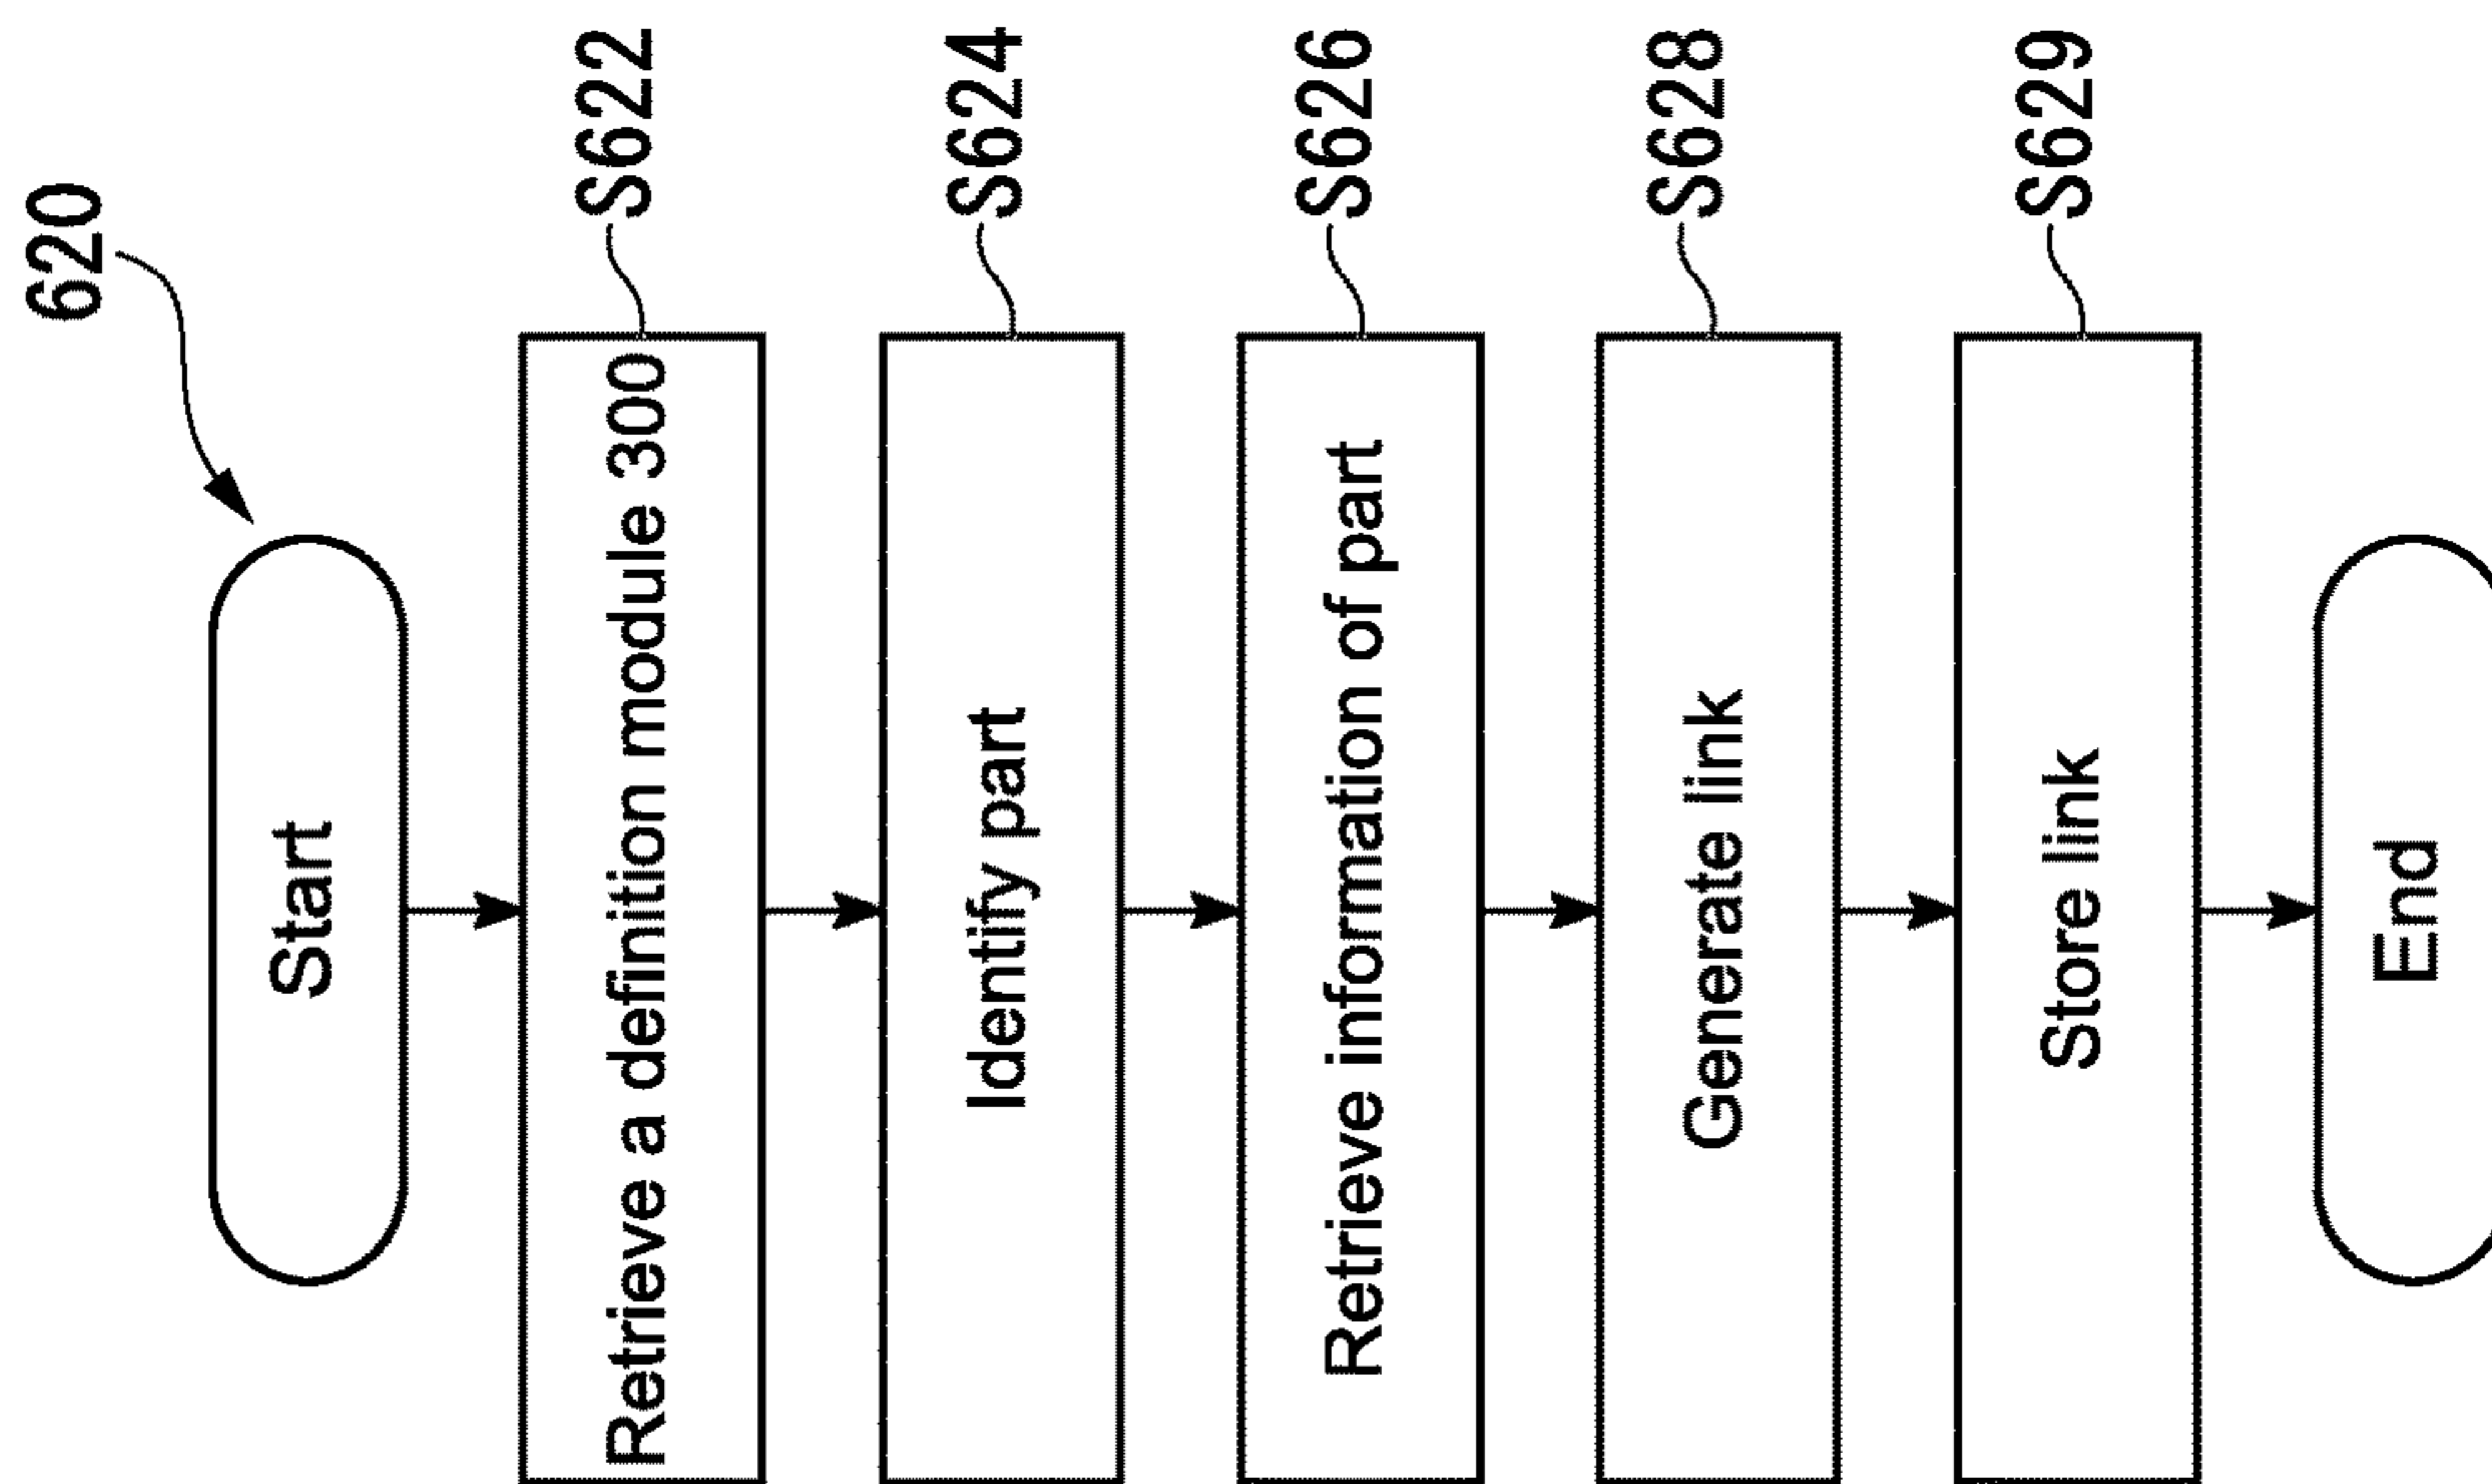 620
Start
Retrieve a definition module 300
S622
Identify part
S624
Retrieve information of part
S626
Generate link
S628
Store link
S629
End